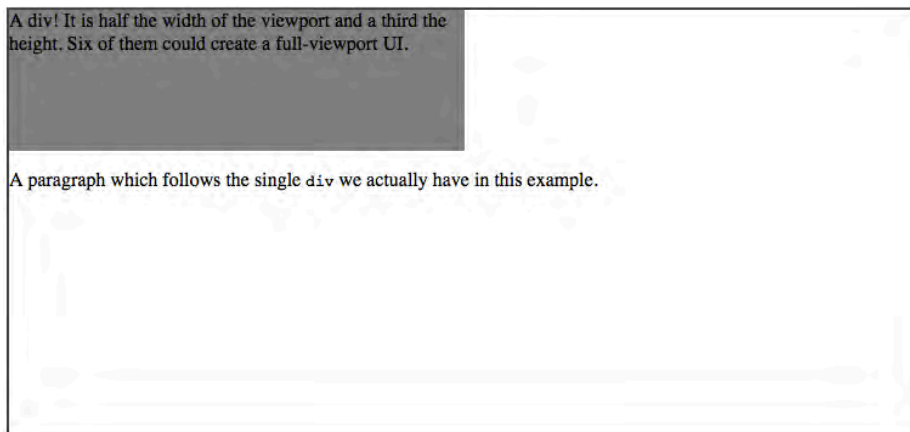 A div! It is half the width of the viewport and a third the
height. Six of them could create a full-viewport UI.
A paragraph which follows the single div we actually have in this example.